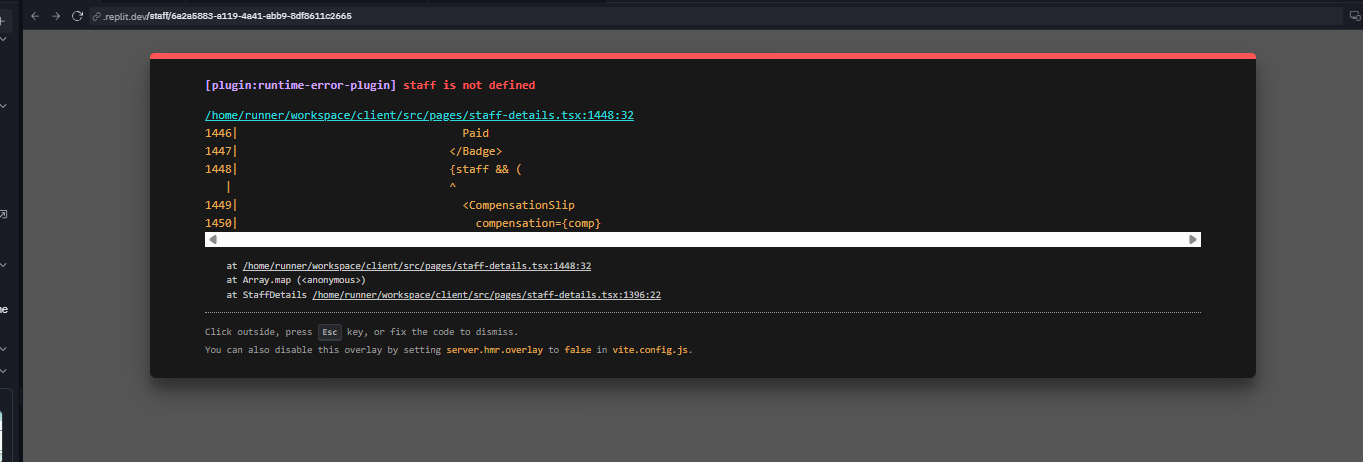 .replit.dev/staff/6e2a5883-e119-4a41-abb9-8df8611c2665
[plugin:runtime-error-plugin] staff is not defined
/home/runner/workspace/client/src/pages/staff-details.tsx:1448:32
1446| Paid
1447| </Badge>
1448| {staff && (
| ^
1449| <CompensationSlip
1450| compensation={comp}
at /home/runner/workspace/client/src/pages/staff-details.tsx:1448:32
at Array.map (<anonymous>)
at StaffDetails /home/runner/workspace/client/src/pages/staff-details.tsx:1396:22
Click outside, press Esc key, or fix the code to dismiss.
You can also disable this overlay by setting server.hmr.overlay to false in vite.config.js.